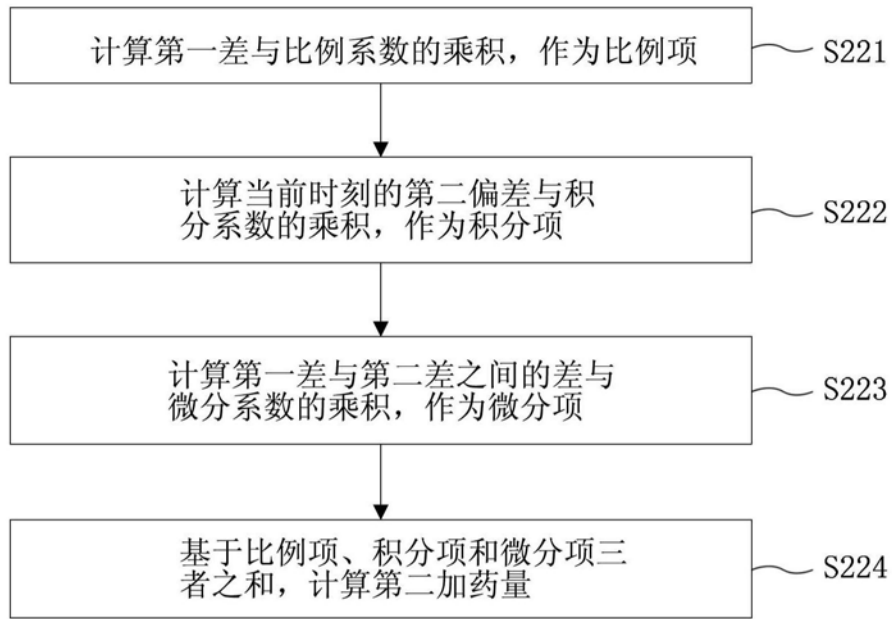 计算第一差与比例系数的乘积，作为比例项
S221
计算当前时刻的第二偏差与积
分系数的乘积，作为积分项
S222
计算第一差与第二差之间的差与
微分系数的乘积，作为微分项
S223
基于比例项、积分项和微分项三
者之和，计算第二加药量
S224